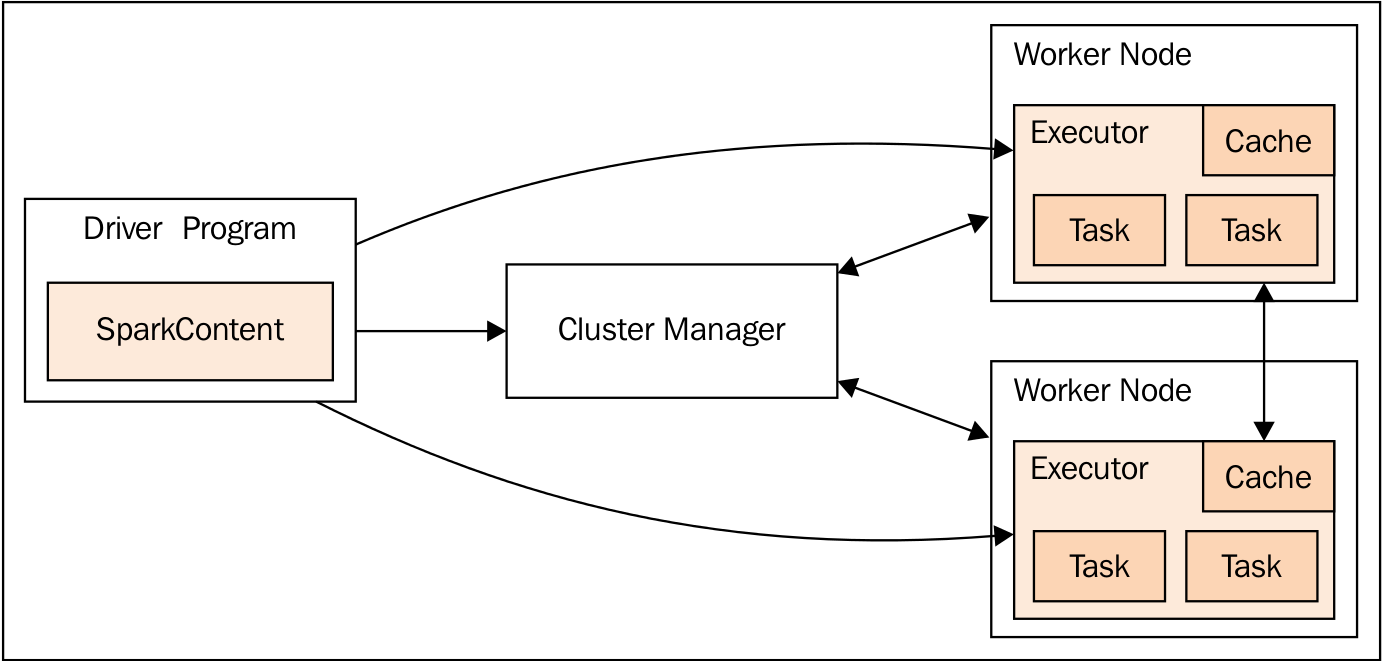 Driver Program
SparkContent
Cluster Manager
Worker Node
Executor
Cache
Task
Task
Worker Node
Executor
Cache
Task
Task